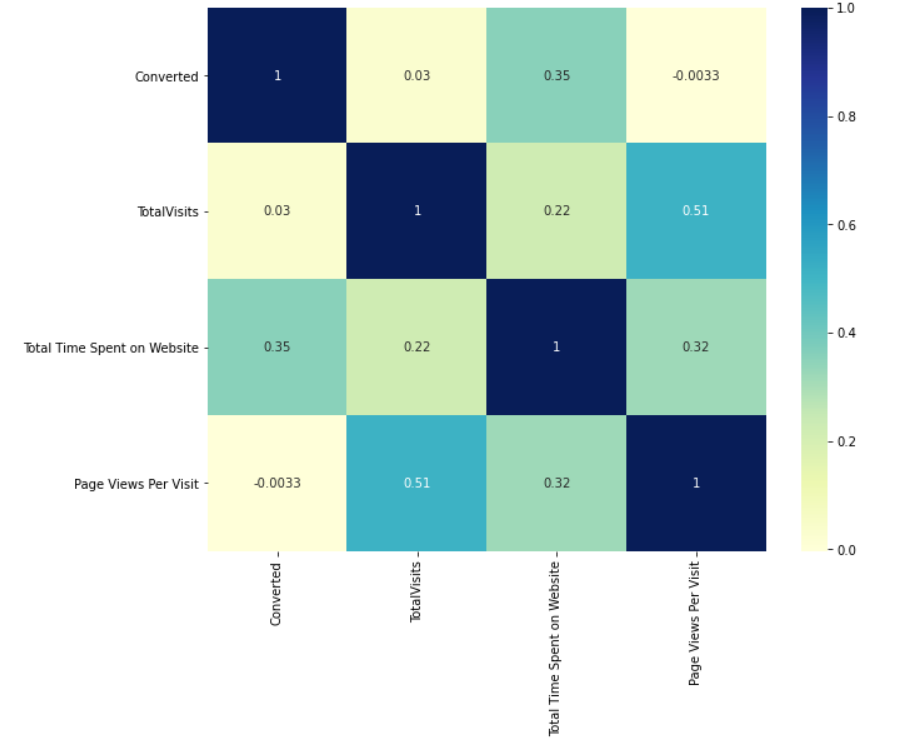 Converted
1
0.03
0.35
-0.0033
TotalVisits
0.03
1
0.22
0.51
Total Time Spent on Website
0.35
0.22
1
0.32
Page Views Per Visit
-0.0033
0.51
0.32
1
Converted
TotalVisits
Total Time Spent on Website
Page Views Per Visit
1.0
0.8
0.6
0.4
0.2
0.0